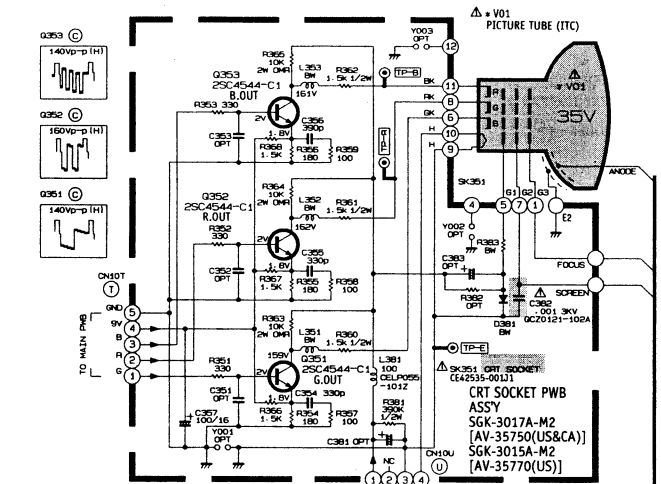 ⚠ * V01
PICTURE TUBE (ITC)
Q353 C
140Vp-p (H)
Q352 C
160Vp-p (H)
Q351 C
140Vp-p (H)
Y003
OPT
12
R365
10K
2W OMR
L353
BW
R362
1.5K 1/2W
TP-B
Q353
2SC4544-C1
B.OUT
161V
R353 330
2V
1.8V
C356
390p
C353
OPT
R368
1.5K
R356
180
R359
100
BK
RK
GK
H
H
11
8
6
10
9
R
G
B
⚠
* V01
35V
ANODE
TP-R
SK351
G1
G2
G3
4
5
7
1
E2
R364
10K
2W OMR
L352
BW
R361
1.5K 1/2W
Q352
2SC4544-C1
R.OUT
162V
R352
330
2V
1.8V
C355
330p
C352
OPT
R367
1.5K
R355
180
R358
100
Y002
OPT
R383
BW
C383
OPT
R382
OPT
D381
BW
⚠
C382
.001 3KV
QCZ0121-102A
FOCUS
SCREEN
CN10T
T
TO MAIN PWB
GND 5
9V 4
B 3
R 2
G 1
R363
10K
2W OMR
L351
BW
R360
1.5K 1/2W
159V
Q351
2SC4544-C1
G.OUT
R351
330
2V
1.8V
C354 330p
C351
OPT
R366
1.5K
R354
180
R357
100
C357
100/16
Y001
OPT
L381
100
CELP055
-101Z
R381
390K
1/2W
C381 OPT
TP-E
⚠ SK351 CRT SOCKET
CE42535-001J1
CRT SOCKET PWB
ASS'Y
SGK-3017A-M2
[AV-35750(US&CA)]
SGK-3015A-M2
[AV-35770(US)]
CN10U
U
NC
1 2 3 4